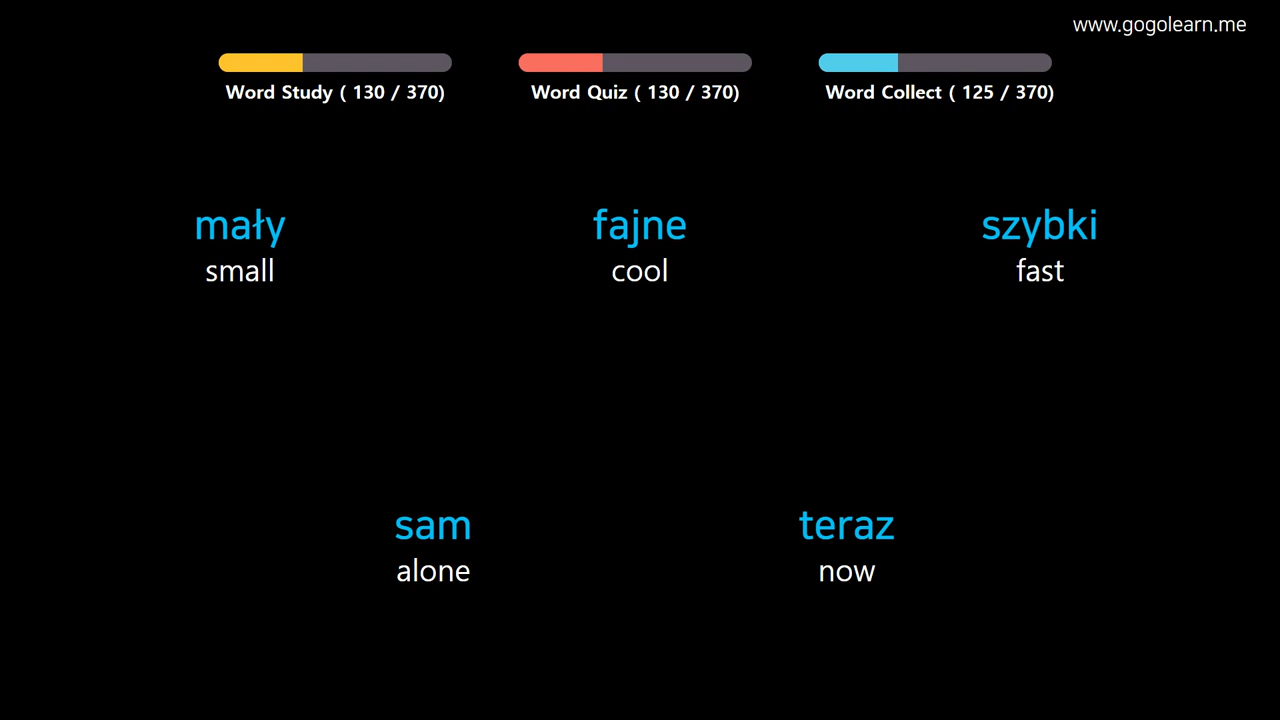 www.gogolearn.me
Word Study ( 130 / 370)
Word Quiz ( 130 / 370)
Word Collect ( 125 / 370)
mały
small
fajne
cool
szybki
fast
sam
alone
teraz
now